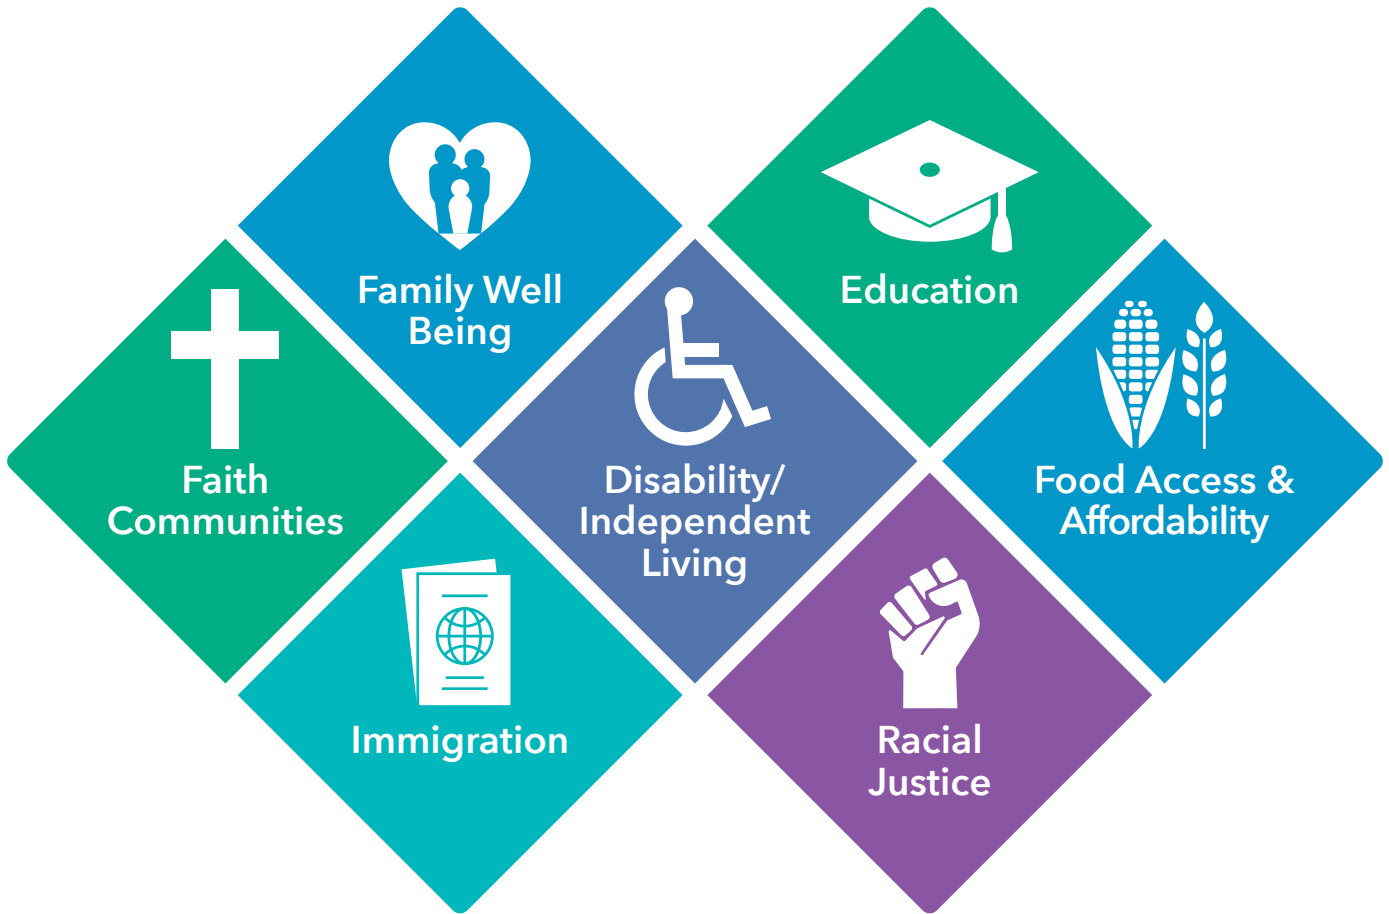 Family Well
Being
Education
Faith
Communities
Disability/
Independent
Living
Food Access &
Affordability
Immigration
Racial
Justice